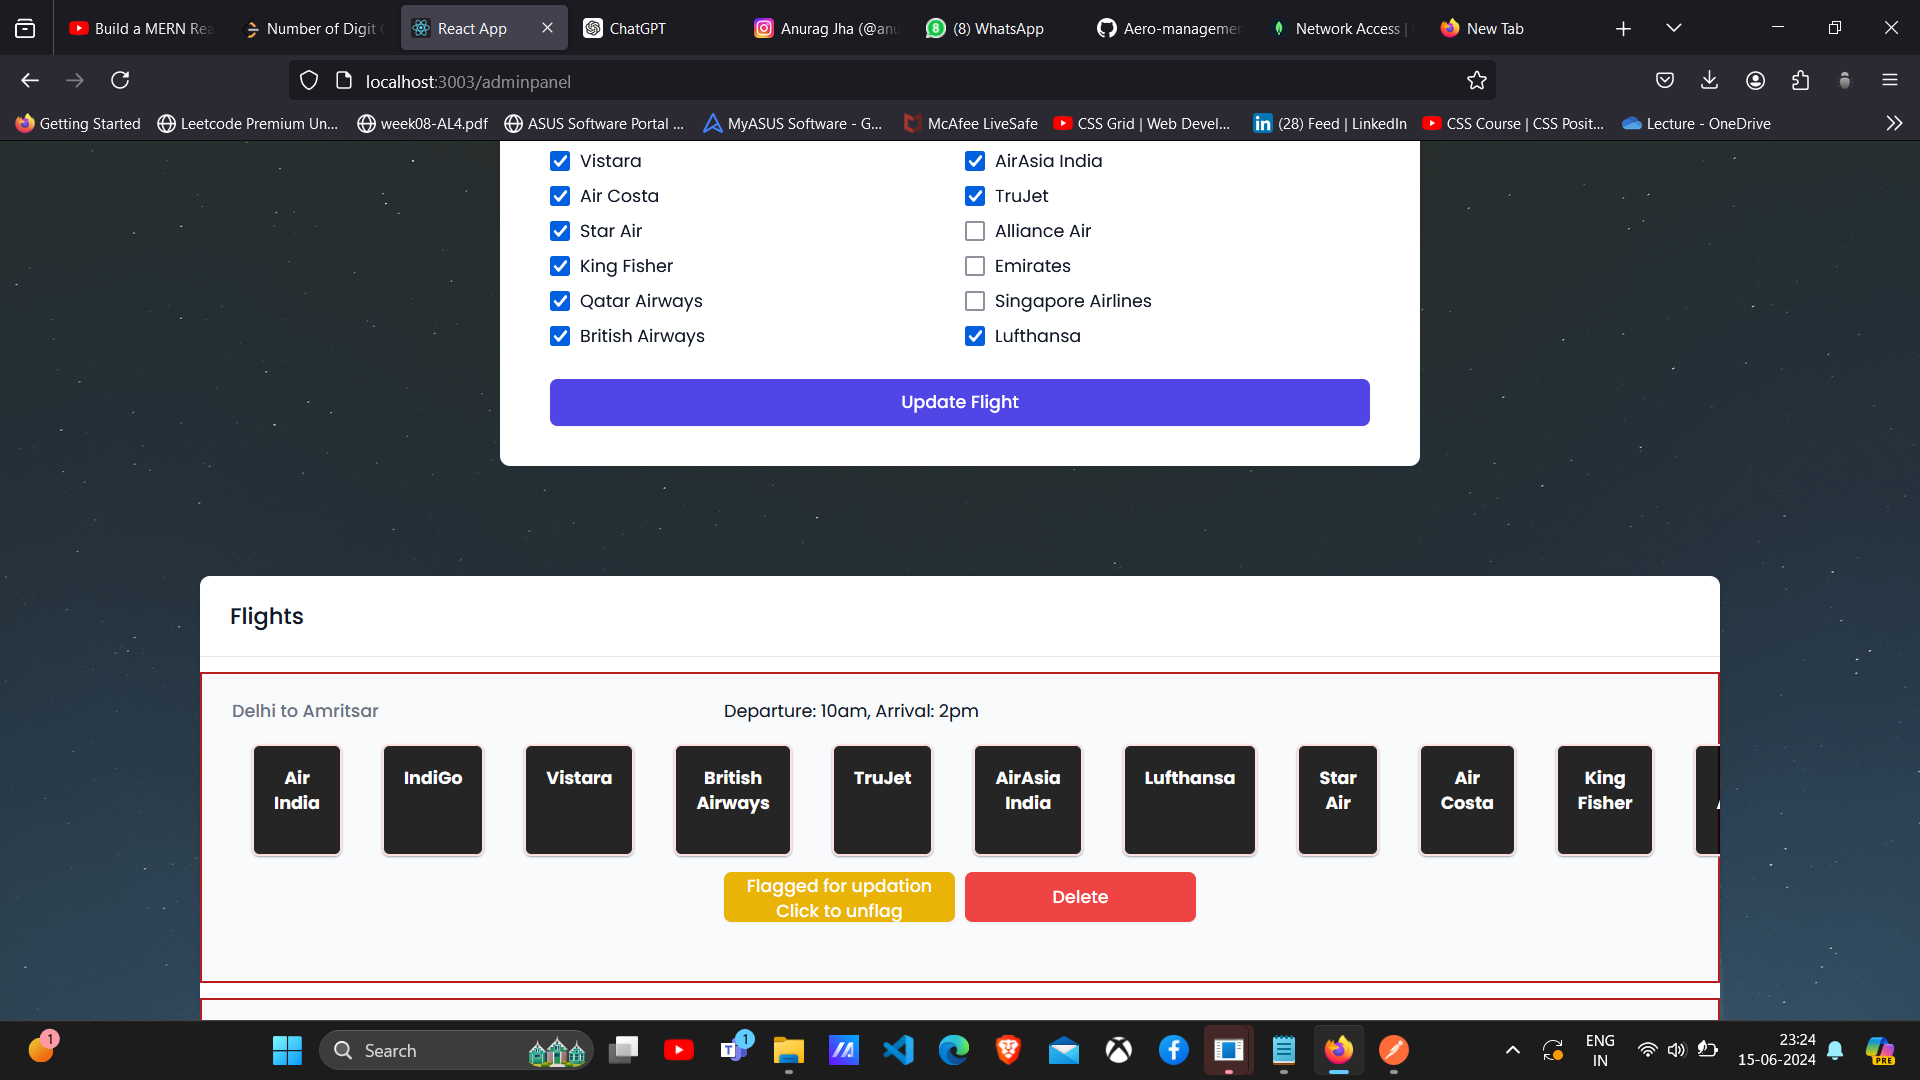 Build a MERN Rea
Number of Digit
React App
ChatGPT
Anurag Jha (@anu
(8) WhatsApp
Aero-managemer
Network Access |
New Tab
localhost:3003/adminpanel
Getting Started
Leetcode Premium Un...
week08-AL4.pdf
ASUS Software Portal ...
MyASUS Software - G...
McAfee LiveSafe
CSS Grid | Web Devel...
(28) Feed | LinkedIn
CSS Course | CSS Posit...
Lecture - OneDrive
Vistara
AirAsia India
Air Costa
TruJet
Star Air
Alliance Air
King Fisher
Emirates
Qatar Airways
Singapore Airlines
British Airways
Lufthansa
Update Flight
Flights
Delhi to Amritsar
Departure: 10am, Arrival: 2pm
Air
India
IndiGo
Vistara
British
Airways
TruJet
AirAsia
India
Lufthansa
Star
Air
Air
Costa
King
Fisher
Flagged for updation
Click to unflag
Delete
1
Search
1
ENG
IN
23:24
15-06-2024
PRE